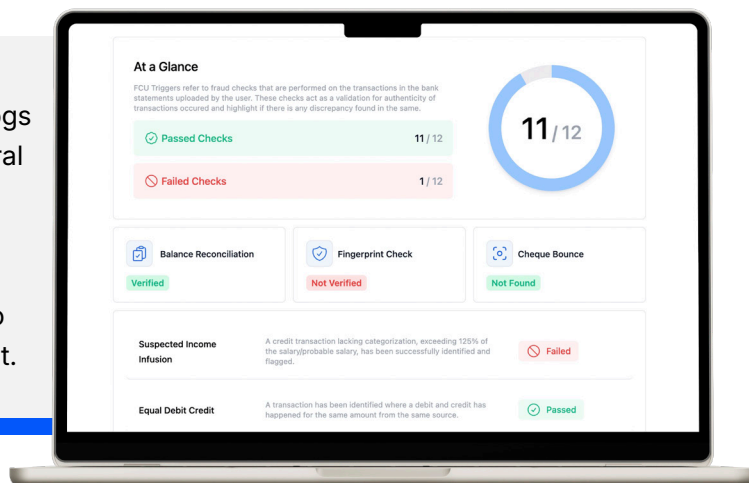 At a Glance
FCU Triggers refer to fraud checks that are performed on the transactions in the bank
statements uploaded by the user. These checks act as a validation for authenticity of
transactions occured and highlight if there is any discrepancy found in the same.
Passed Checks 11 / 12
Failed Checks 1 / 12
11 / 12
Balance Reconciliation
Verified
Fingerprint Check
Not Verified
Cheque Bounce
Not Found
Suspected Income
Infusion
A credit transaction lacking categorization, exceeding 125% of
the salary/probable salary, has been successfully identified and
flagged.
Failed
Equal Debit Credit
A transaction has been identified where a debit and credit has
happened for the same amount from the same source.
Passed